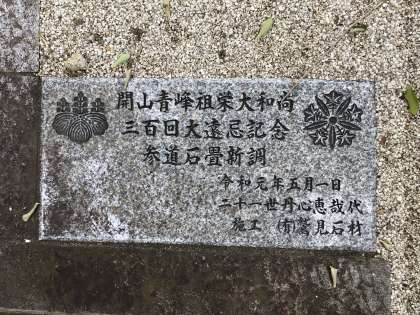 開山青峰祖栄大和尚
三百回大遠忌記念
参道石畳新調
令和元年五月一日
二十一世丹心恵哉代
施工 (有)鷲見石材